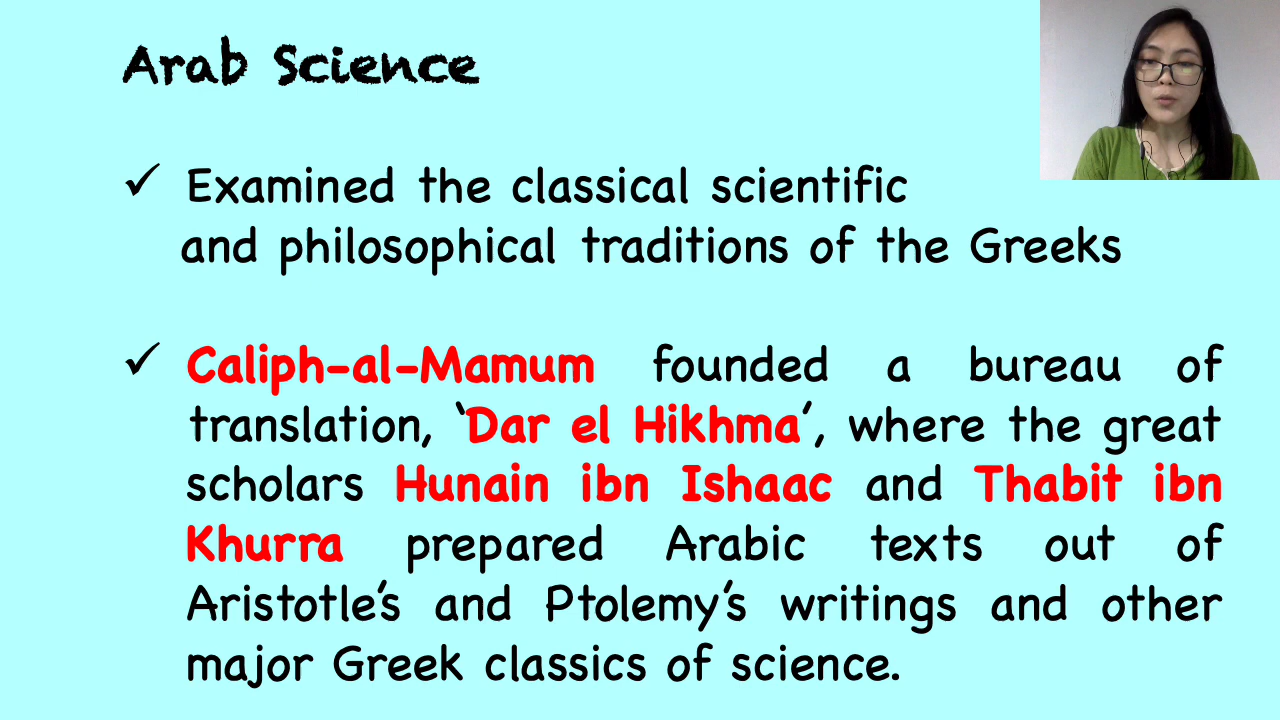 Arab Science
✓ Examined the classical scientific
and philosophical traditions of the Greeks
✓ Caliph-al-Mamum founded a bureau of
translation, ‘Dar el Hikhma’, where the great
scholars Hunain ibn Ishaac and Thabit ibn
Khurra prepared Arabic texts out of
Aristotle’s and Ptolemy’s writings and other
major Greek classics of science.